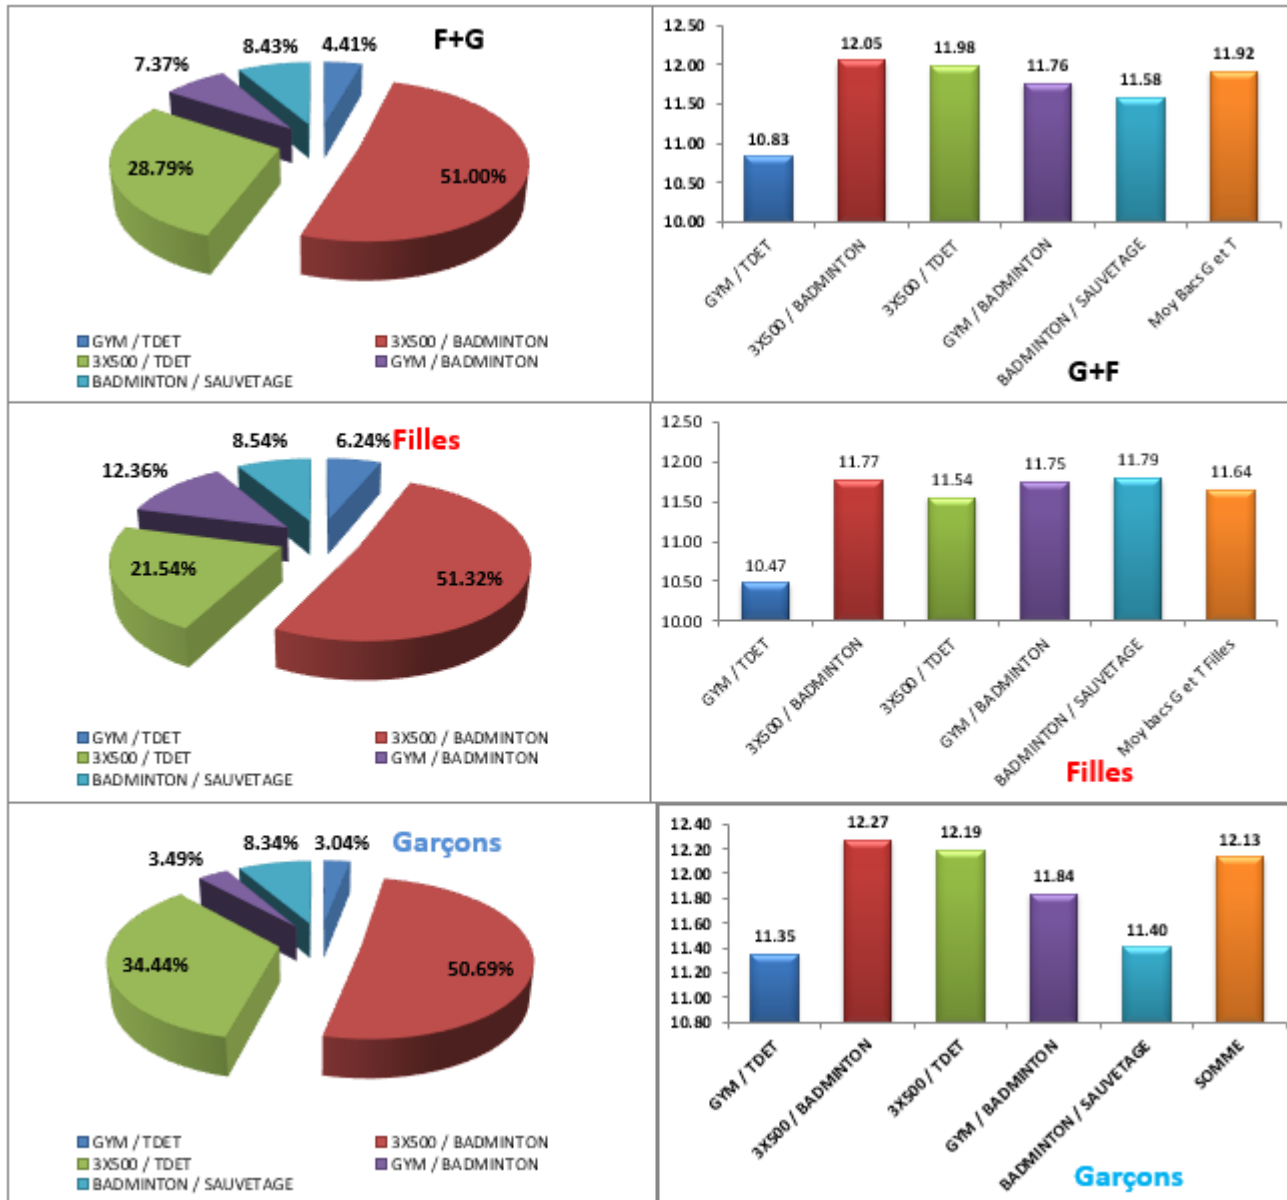 F+G
8.43%
4.41%
7.37%
28.79%
51.00%
GYM / TDET
3X500 / BADMINTON
3X500 / TDET
GYM / BADMINTON
BADMINTON / SAUVETAGE
12.50
12.00
11.50
11.00
10.50
10.00
10.83
12.05
11.98
11.76
11.58
11.92
GYM / TDET
3X500 / BADMINTON
3X500 / TDET
GYM / BADMINTON
BADMINTON / SAUVETAGE
Moy Bacs G et T
G+F
Filles
8.54%
6.24%
12.36%
21.54%
51.32%
GYM / TDET
3X500 / BADMINTON
3X500 / TDET
GYM / BADMINTON
BADMINTON / SAUVETAGE
12.50
12.00
11.50
11.00
10.50
10.00
10.47
11.77
11.54
11.75
11.79
11.64
GYM / TDET
3X500 / BADMINTON
3X500 / TDET
GYM / BADMINTON
BADMINTON / SAUVETAGE
Moy bacs G et T Filles
Filles
Garçons
8.34%
3.04%
3.49%
34.44%
50.69%
GYM / TDET
3X500 / BADMINTON
3X500 / TDET
GYM / BADMINTON
BADMINTON / SAUVETAGE
12.40
12.20
12.00
11.80
11.60
11.40
11.20
11.00
10.80
11.35
12.27
12.19
11.84
11.40
12.13
GYM / TDET
3X500 / BADMINTON
3X500 / TDET
GYM / BADMINTON
BADMINTON / SAUVETAGE
SOMME
Garçons